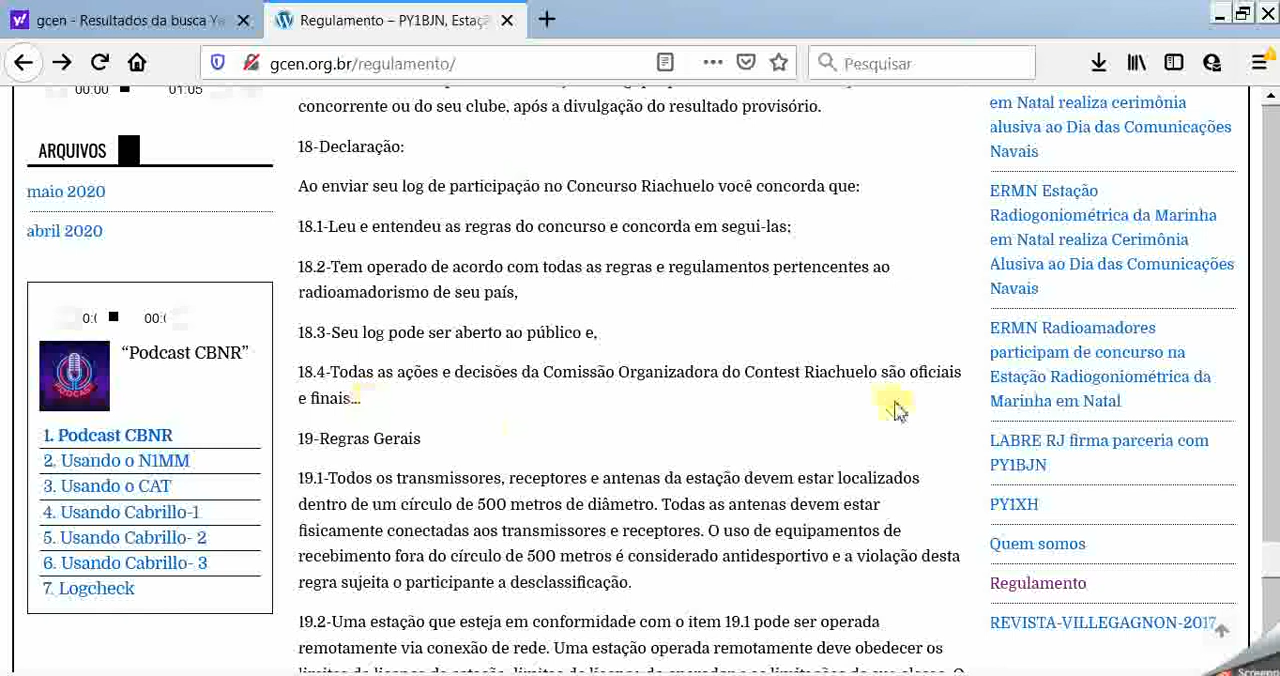 gcen - Resultados da busca Ya
Regulamento – PY1BJN, Estaçã
gcen.org.br/regulamento/
Pesquisar
00:00
01:05
ARQUIVOS
maio 2020
abril 2020
0:(
00:(
“Podcast CBNR”
1. Podcast CBNR
2. Usando o N1MM
3. Usando o CAT
4. Usando Cabrillo-1
5. Usando Cabrillo- 2
6. Usando Cabrillo- 3
7. Logcheck
concorrente ou do seu clube, após a divulgação do resultado provisório.
18-Declaração:
Ao enviar seu log de participação no Concurso Riachuelo você concorda que:
18.1-Leu e entendeu as regras do concurso e concorda em segui-las;
18.2-Tem operado de acordo com todas as regras e regulamentos pertencentes ao
radioamadorismo de seu país,
18.3-Seu log pode ser aberto ao público e,
18.4-Todas as ações e decisões da Comissão Organizadora do Contest Riachuelo são oficiais
e finais...
19-Regras Gerais
19.1-Todos os transmissores, receptores e antenas da estação devem estar localizados
dentro de um círculo de 500 metros de diâmetro. Todas as antenas devem estar
fisicamente conectadas aos transmissores e receptores. O uso de equipamentos de
recebimento fora do círculo de 500 metros é considerado antidesportivo e a violação desta
regra sujeita o participante a desclassificação.
19.2-Uma estação que esteja em conformidade com o item 19.1 pode ser operada
remotamente via conexão de rede. Uma estação operada remotamente deve obedecer os
em Natal realiza cerimônia
alusiva ao Dia das Comunicações
Navais
ERMN Estação
Radiogoniométrica da Marinha
em Natal realiza Cerimônia
Alusiva ao Dia das Comunicações
Navais
ERMN Radioamadores
participam de concurso na
Estação Radiogoniométrica da
Marinha em Natal
LABRE RJ firma parceria com
PY1BJN
PY1XH
Quem somos
Regulamento
REVISTA-VILLEGAGNON-2017